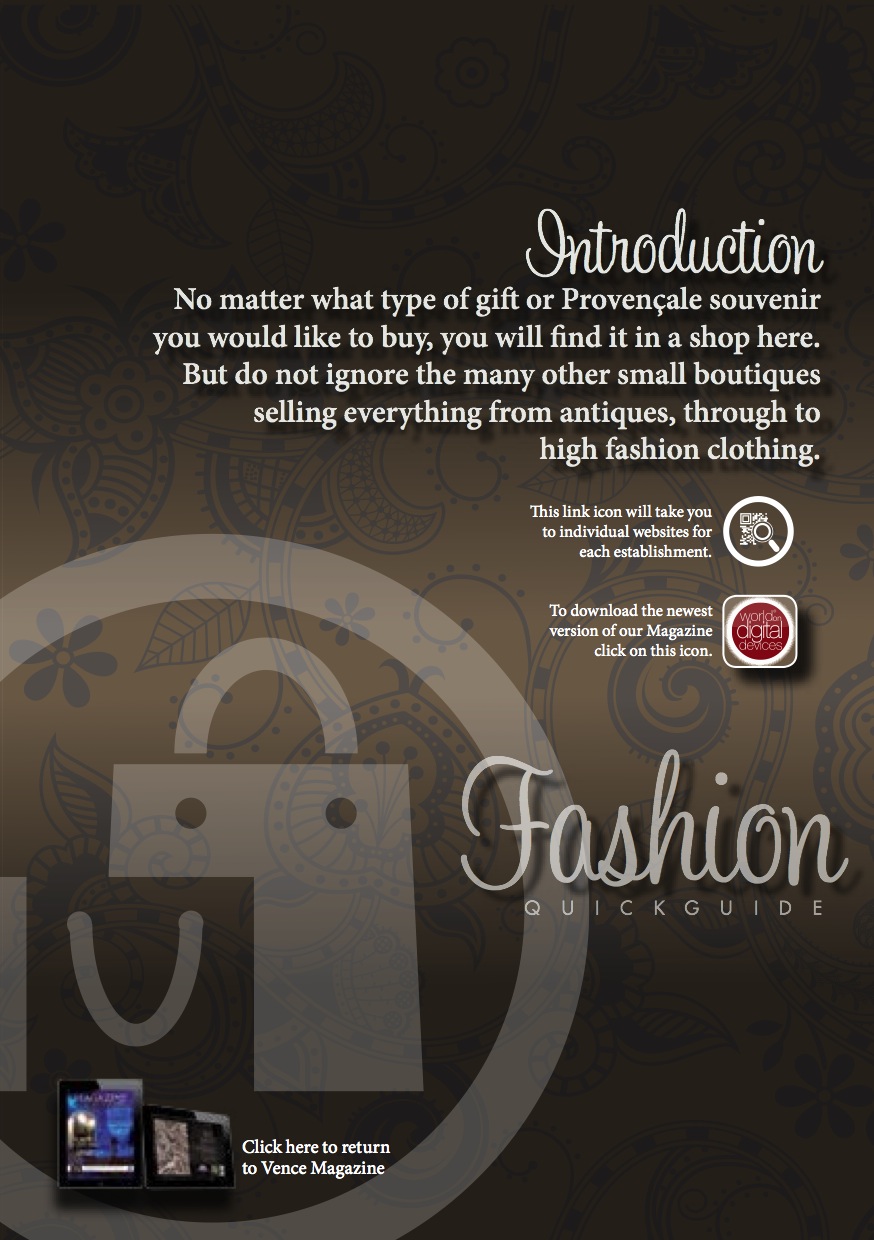 Introduction
No matter what type of gift or Provençale souvenir
you would like to buy, you will find it in a shop here.
But do not ignore the many other small boutiques
selling everything from antiques, through to
high fashion clothing.
This link icon will take you
to individual websites for
each establishment.
To download the newest
version of our Magazine
click on this icon.
world on
digital
devices
Fashion
QUICKGUIDE
MAGAZINE
Click here to return
to Vence Magazine